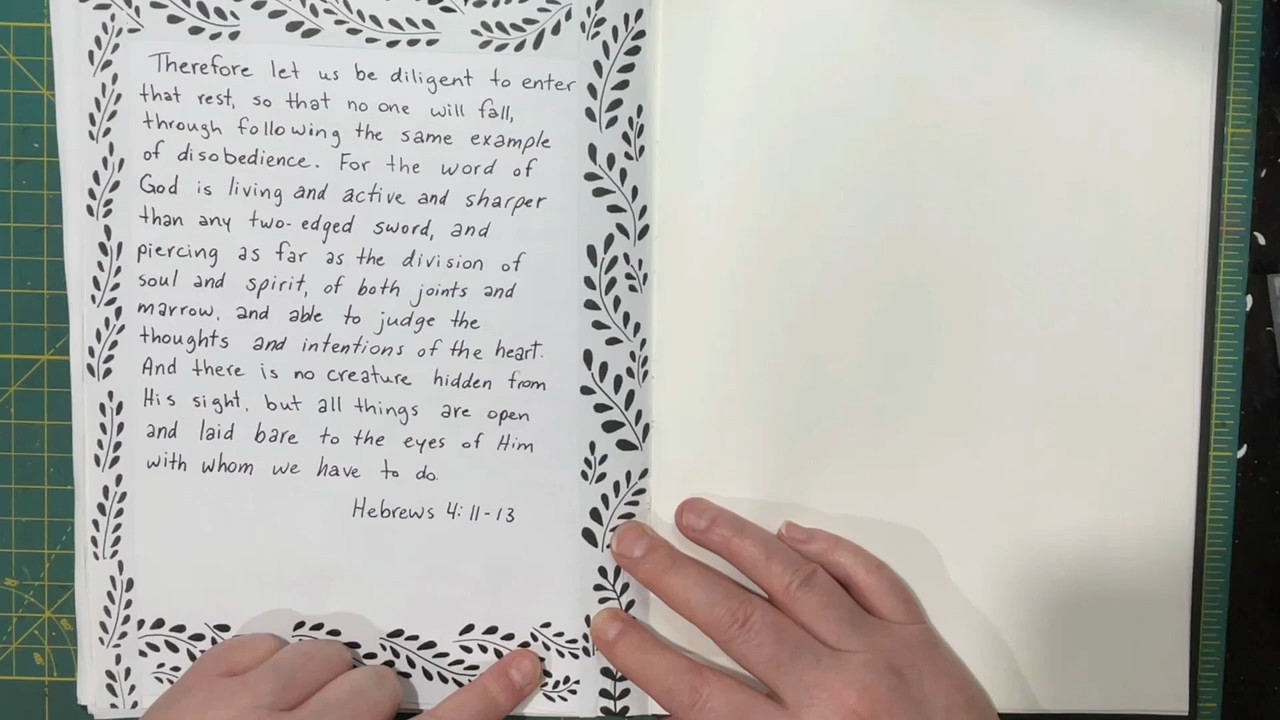 Therefore let us be diligent to enter
that rest, so that no one will fall,
through following the same example
of disobedience. For the word of
God is living and active and sharper
than any two-edged sword, and
piercing as far as the division of
soul and spirit, of both joints and
marrow, and able to judge the
thoughts and intentions of the heart.
And there is no creature hidden from
His sight, but all things are open
and laid bare to the eyes of Him
with whom we have to do.
Hebrews 4:11-13